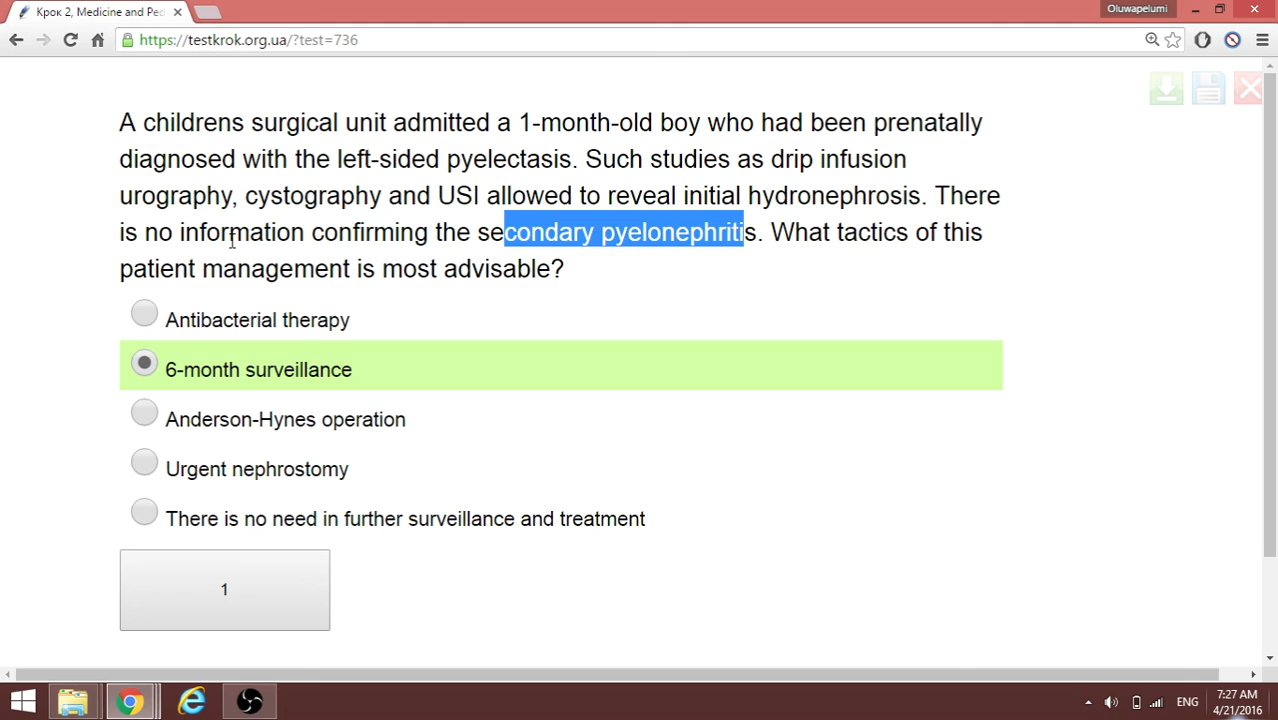 Крок 2, Medicine and Ped
Oluwapelumi
https://testkrok.org.ua/?test=736
A childrens surgical unit admitted a 1-month-old boy who had been prenatally
diagnosed with the left-sided pyelectasis. Such studies as drip infusion
urography, cystography and USI allowed to reveal initial hydronephrosis. There
is no information confirming the secondary pyelonephritis. What tactics of this
patient management is most advisable?
Antibacterial therapy
6-month surveillance
Anderson-Hynes operation
Urgent nephrostomy
There is no need in further surveillance and treatment
1
ENG
7:27 AM
4/21/2016